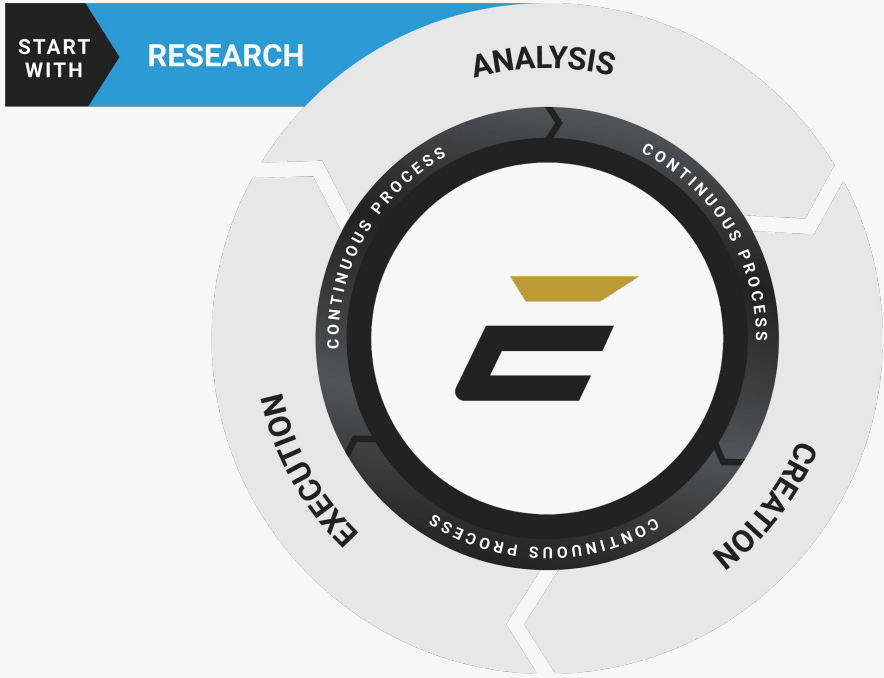 START
WITH
RESEARCH
ANALYSIS
CONTINUOUS PROCESS
CONTINUOUS PROCESS
CREATION
CONTINUOUS PROCESS
EXECUTION